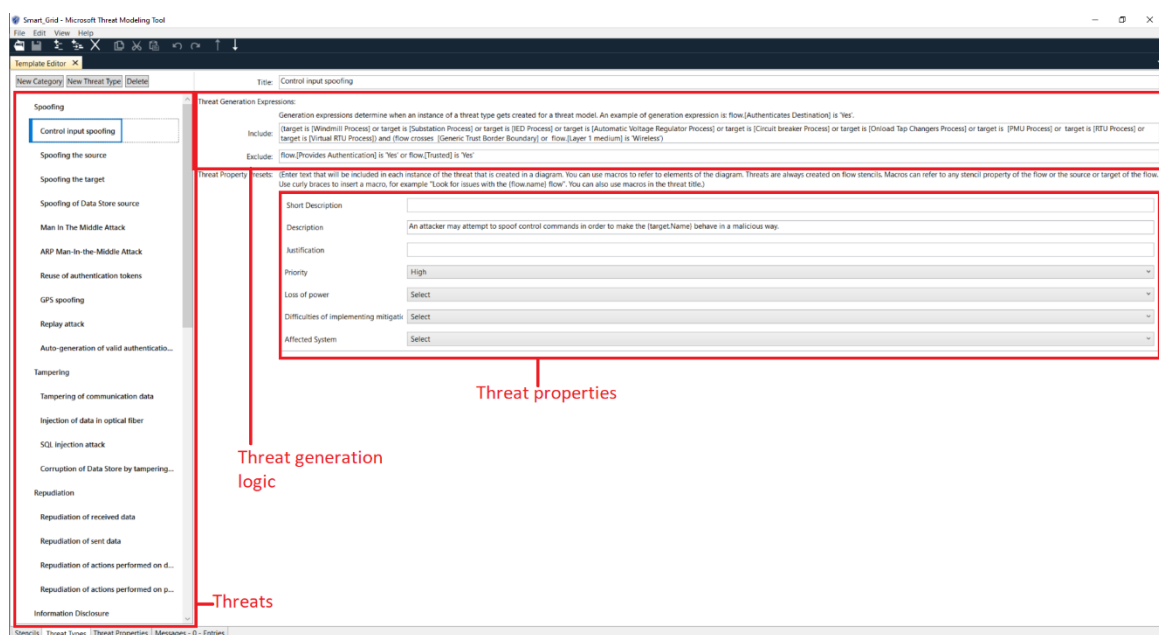 Smart_Grid - Microsoft Threat Modeling Tool
File Edit View Help
Template Editor X
New Category New Threat Type Delete
Title: Control input spoofing
Spoofing
Control input spoofing
Spoofing the source
Spoofing the target
Spoofing of Data Store source
Man In The Middle Attack
ARP Man-In-the-Middle Attack
Reuse of authentication tokens
GPS spoofing
Replay attack
Auto-generation of valid authenticatio...
Tampering
Tampering of communication data
Injection of data in optical fiber
SQL injection attack
Corruption of Data Store by tampering...
Repudiation
Repudiation of received data
Repudiation of sent data
Repudiation of actions performed on d...
Repudiation of actions performed on p...
Information Disclosure
Threat Generation Expressions:
Generation expressions determine when an instance of a threat type gets created for a threat model. An example of generation expression is: flow.[Authenticates Destination] is 'Yes'.
Include: (target is [Windmill Process] or target is [Substation Process] or target is [IED Process] or target is [Automatic Voltage Regulator Process] or target is [Circuit breaker Process] or target is [Onload Tap Changers Process] or target is [PMU Process] or target is [RTU Process] or
target is [Virtual RTU Process]) and (flow crosses [Generic Trust Border Boundary] or flow.[Layer 1 medium] is 'Wireless')
Exclude: flow.[Provides Authentication] is 'Yes' or flow.[Trusted] is 'Yes'
Threat Property Presets: (Enter text that will be included in each instance of the threat that is created in a diagram. You can use macros to refer to elements of the diagram. Threats are always created on flow stencils. Macros can refer to any stencil property of the flow or the source or target of the flow.
Use curly braces to insert a macro, for example "Look for issues with the {flow.name} flow". You can also use macros in the threat title.)
Short Description
Description An attacker may attempt to spoof control commands in order to make the {target.Name} behave in a malicious way.
Justification
Priority High
Loss of power Select
Difficulties of implementing mitigati Select
Affected System Select
Threat properties
Threat generation
logic
Threats
Stencils Threat Types Threat Properties Messages - 0 - Entries